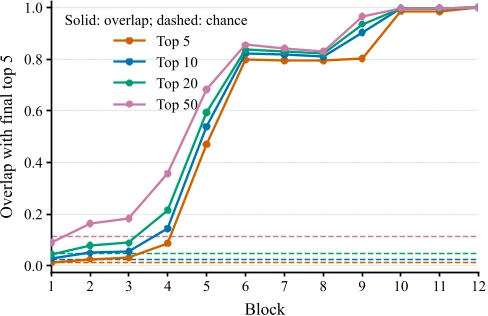 Solid: overlap; dashed: chance
Top 5
Top 10
Top 20
Top 50
Overlap with final top 5
1.0
0.8
0.6
0.4
0.2
0.0
1 2 3 4 5 6 7 8 9 10 11 12
Block